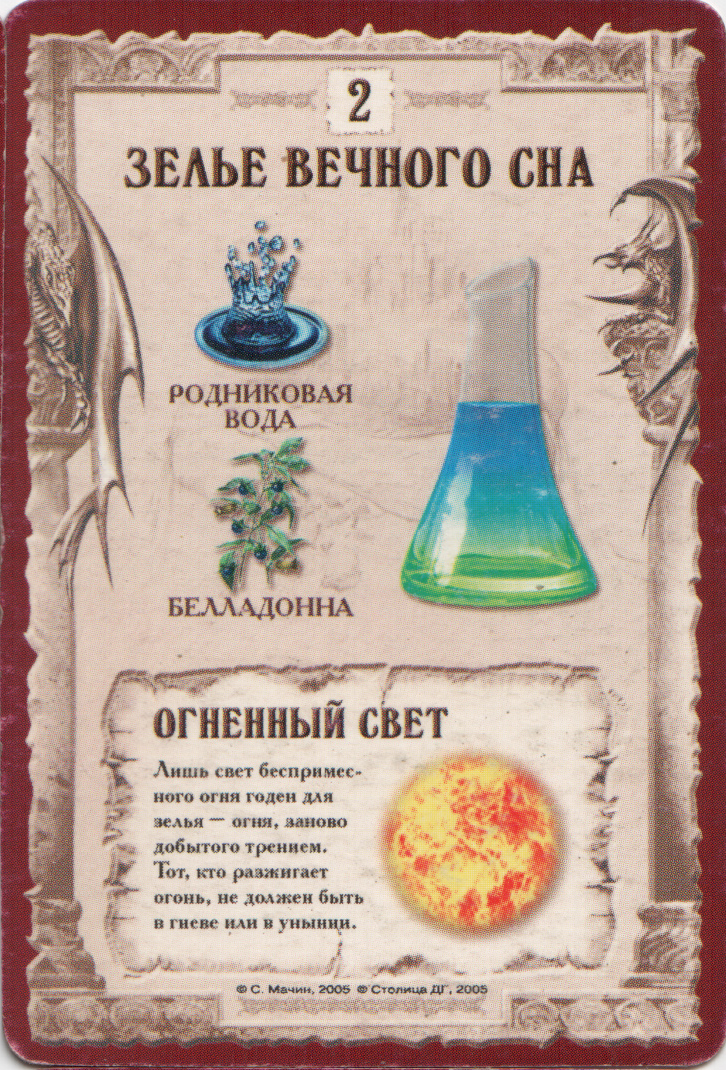 2
ЗЕЛЬЕ ВЕЧНОГО СНА
РОДНИКОВАЯ
ВОДА
БЕЛЛАДОННА
ОГНЕННЫЙ СВЕТ
Лишь свет беспримес-
ного огня годен для
зелья — огня, заново
добытого трением.
Тот, кто разжигает
огонь, не должен быть
в гневе или в унынии.
© С. Мачин, 2005 © Столица ДГ, 2005